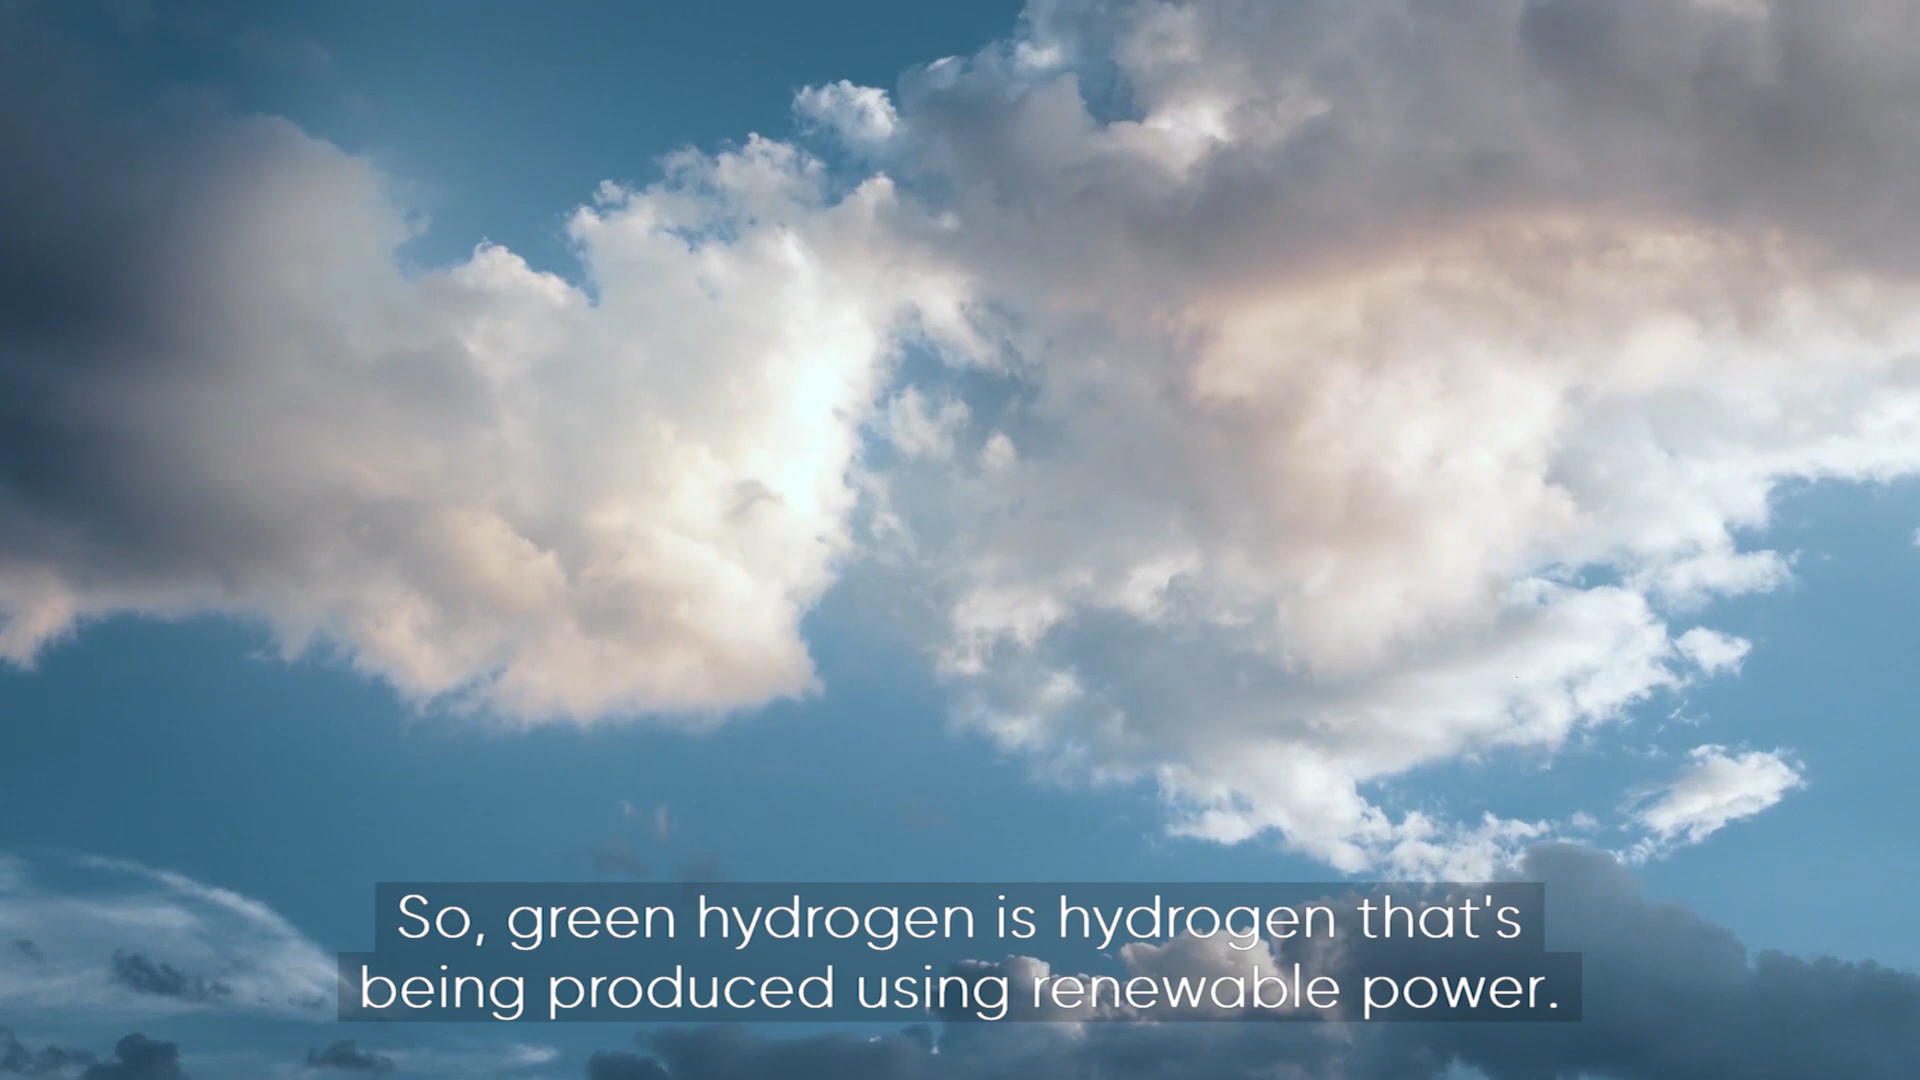 So, green hydrogen is hydrogen that's
being produced using renewable power.